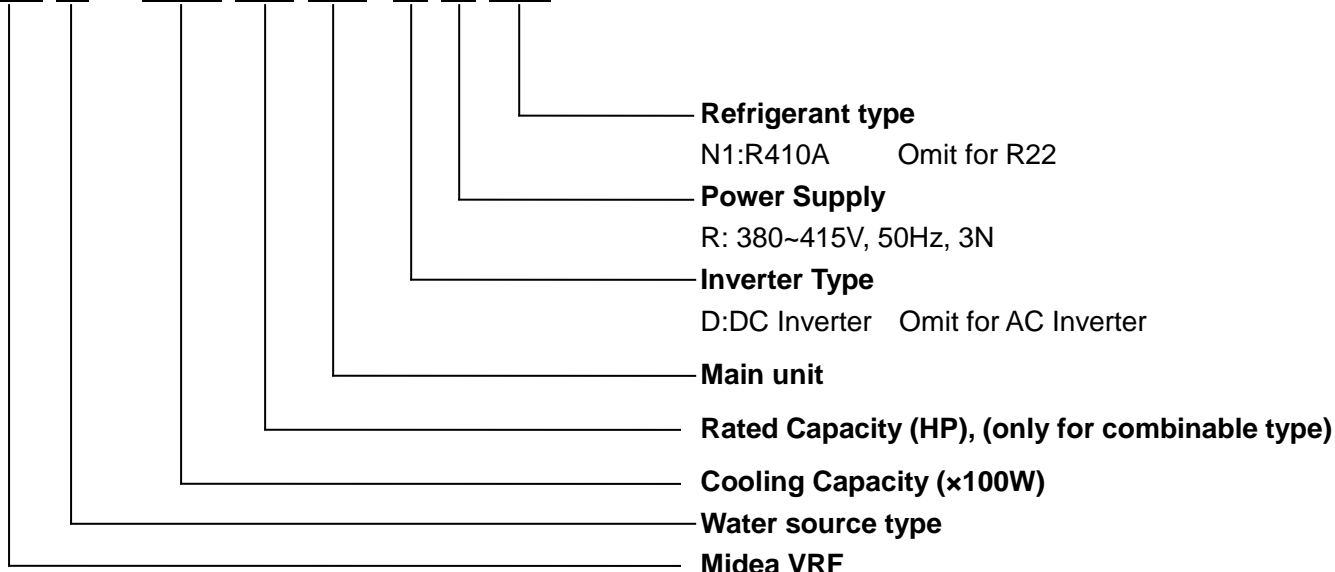 Refrigerant type
N1:R410A Omit for R22
Power Supply
R: 380~415V, 50Hz, 3N
Inverter Type
D:DC Inverter Omit for AC Inverter
Main unit
Rated Capacity (HP), (only for combinable type)
Cooling Capacity (×100W)
Water source type
Midea VRF